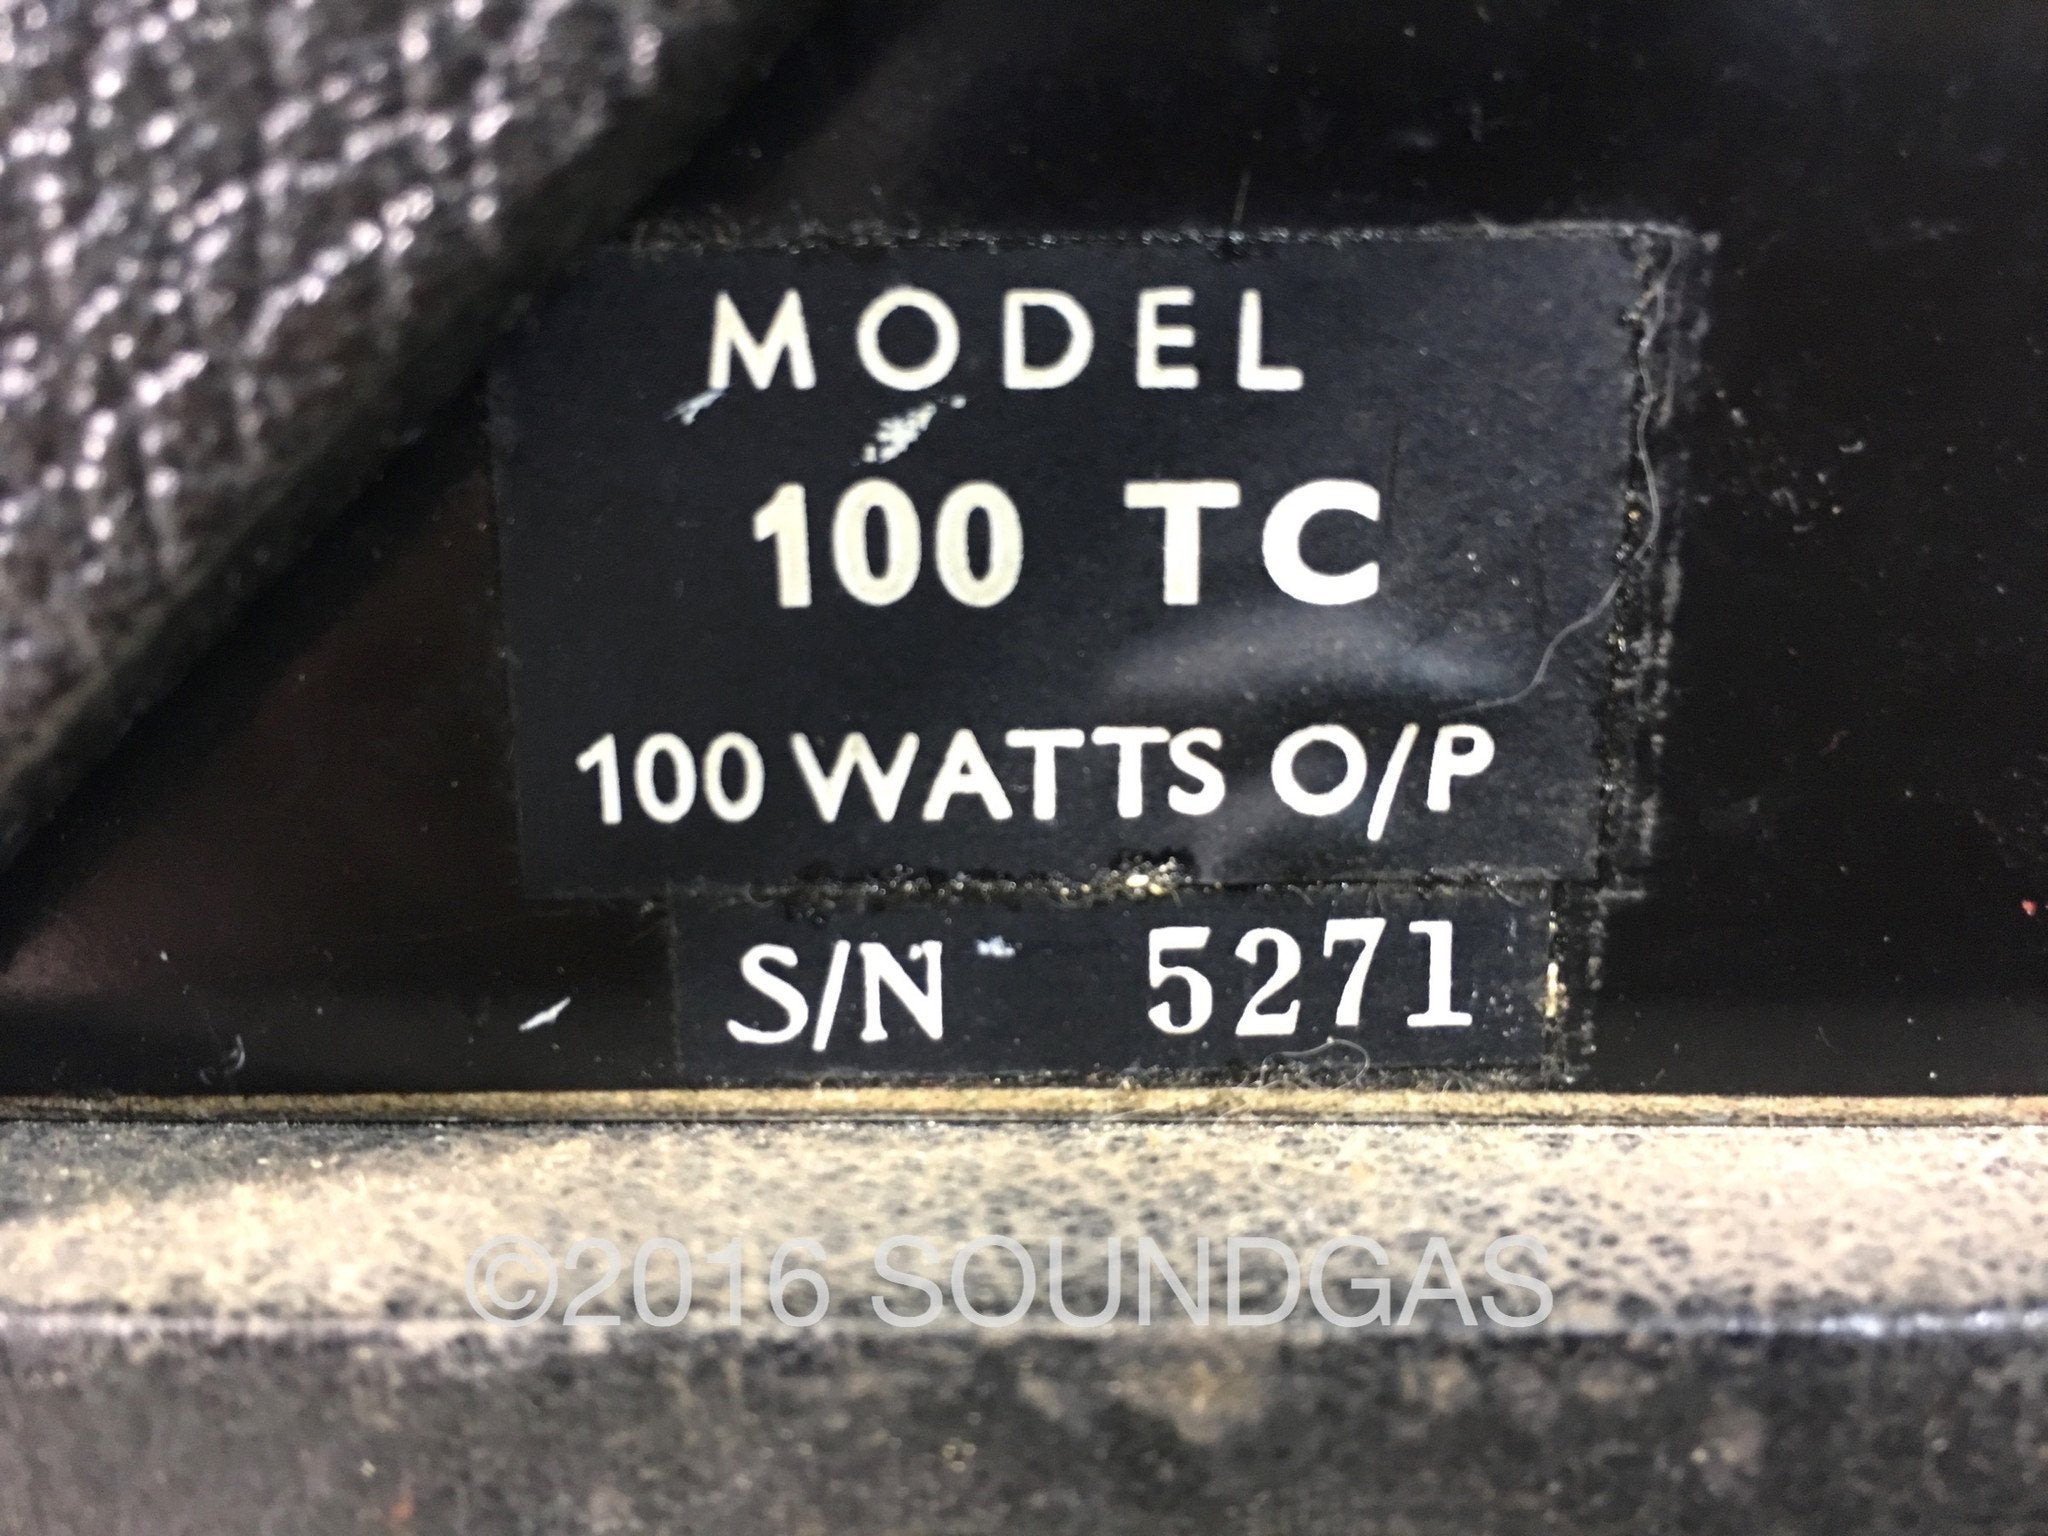 MODEL
100 TC
100 WATTS O/P
S/N 5271
©2016 SOUNDGAS